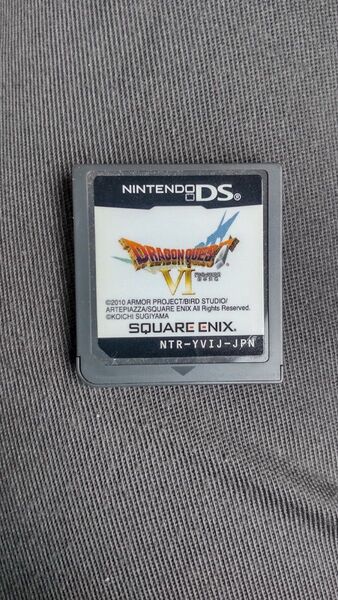 NINTENDO DS®
DRAGON QUEST
VI
©2010 ARMOR PROJECT/BIRD STUDIO/
ARTEPIAZZA/SQUARE ENIX All Rights Reserved.
©KOICHI SUGIYAMA
SQUARE ENIX.
NTR-YVIJ-JPN